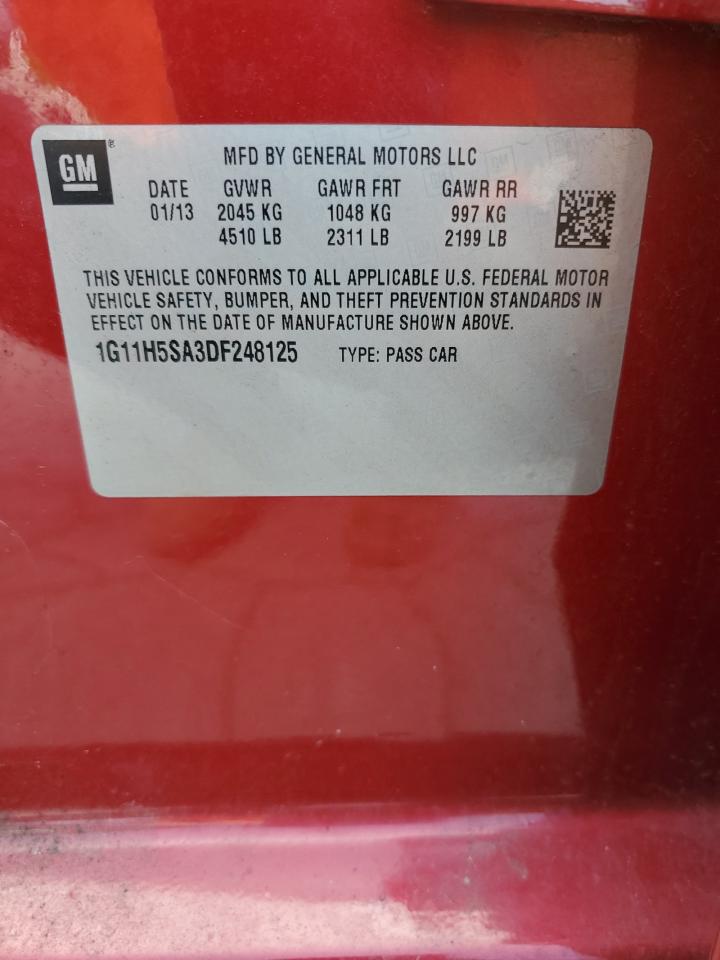 GM ®
MFD BY GENERAL MOTORS LLC
DATE GVWR GAWR FRT GAWR RR
01/13 2045 KG 1048 KG 997 KG
4510 LB 2311 LB 2199 LB
THIS VEHICLE CONFORMS TO ALL APPLICABLE U.S. FEDERAL MOTOR
VEHICLE SAFETY, BUMPER, AND THEFT PREVENTION STANDARDS IN
EFFECT ON THE DATE OF MANUFACTURE SHOWN ABOVE.
1G11H5SA3DF248125 TYPE: PASS CAR